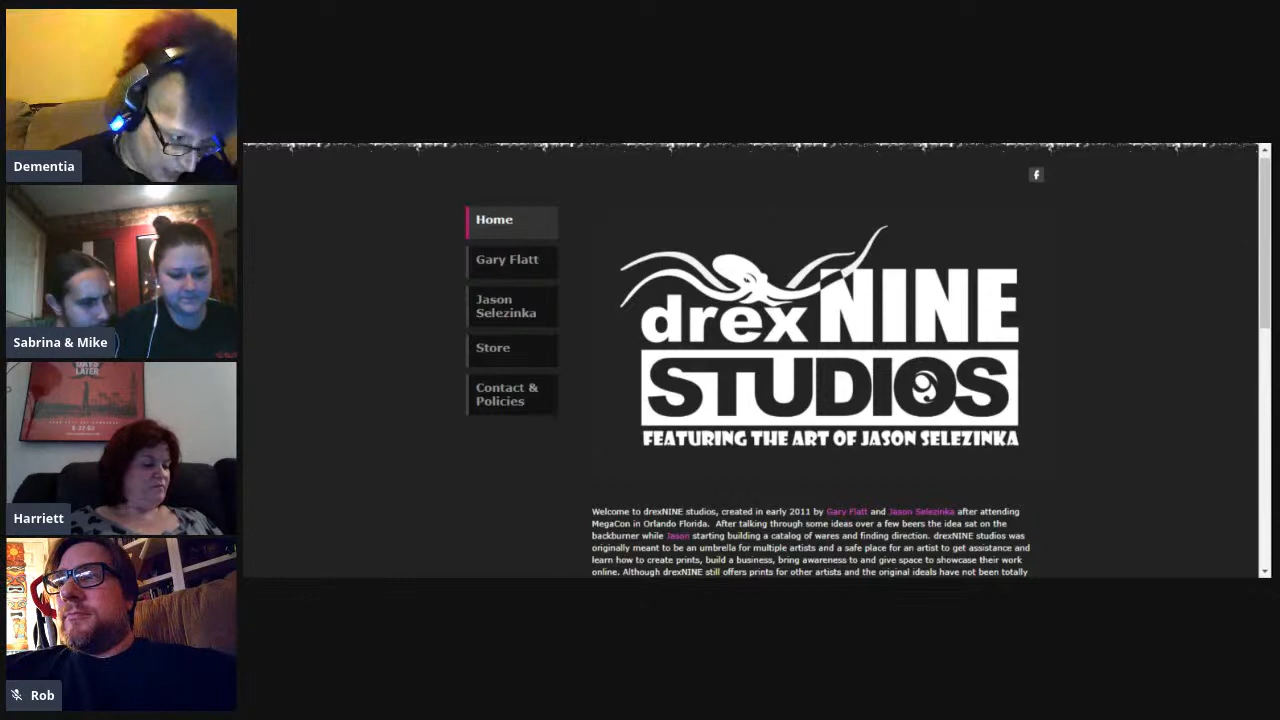 Dementia
Sabrina & Mike
LATER
Harriett
Rob
Home
Gary Flatt
Jason
Selezinka
Store
Contact &
Policies
drexNINE
STUDIOS
FEATURING THE ART OF JASON SELEZINKA
Welcome to drexNINE studios, created in early 2011 by Gary Flatt and Jason Selezinka after attending
MegaCon in Orlando Florida. After talking through some ideas over a few beers the idea sat on the
backburner while Jason starting building a catalog of wares and finding direction. drexNINE studios was
originally meant to be an umbrella for multiple artists and a safe place for an artist to get assistance and
learn how to create prints, build a business, bring awareness to and give space to showcase their work
online. Although drexNINE still offers prints for other artists and the original ideals have not been totally